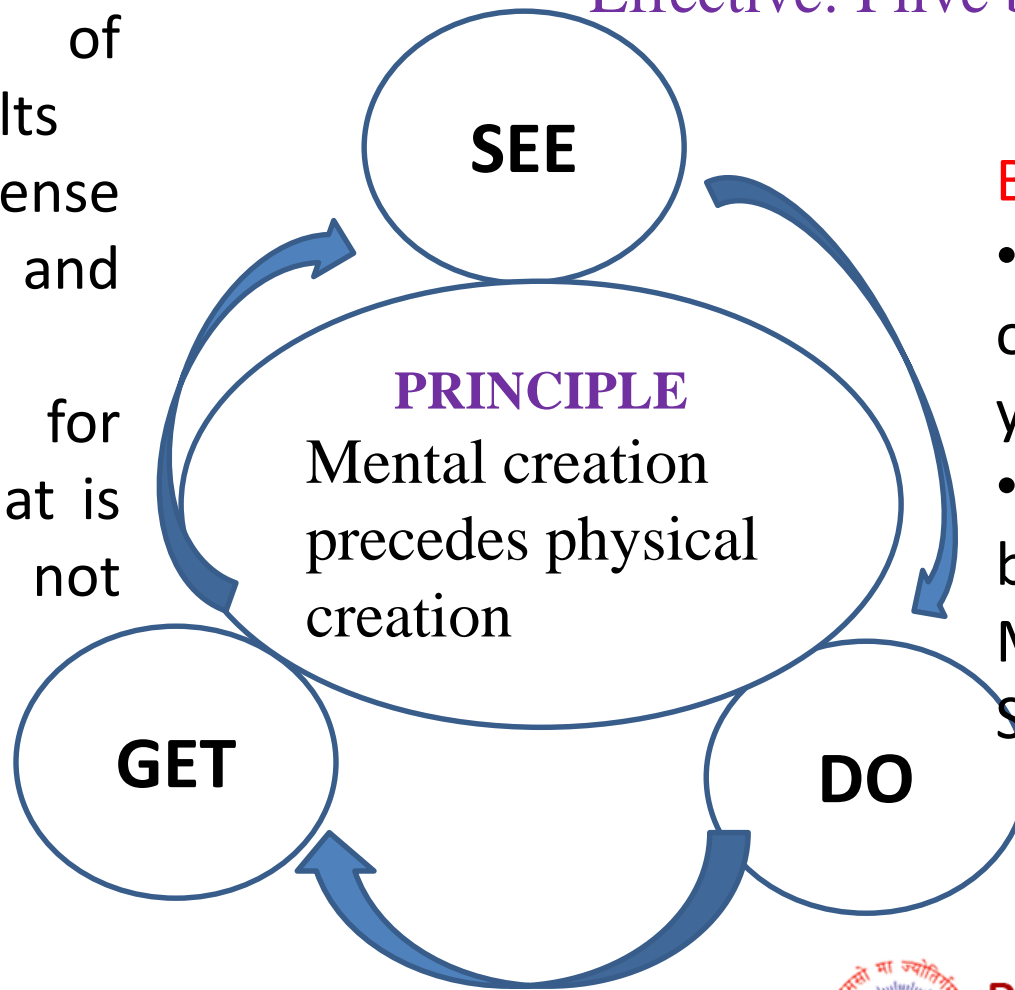 of
lts
ense
and
for
at is
not
SEE
PRINCIPLE
Mental creation
precedes physical
creation
GET
DO